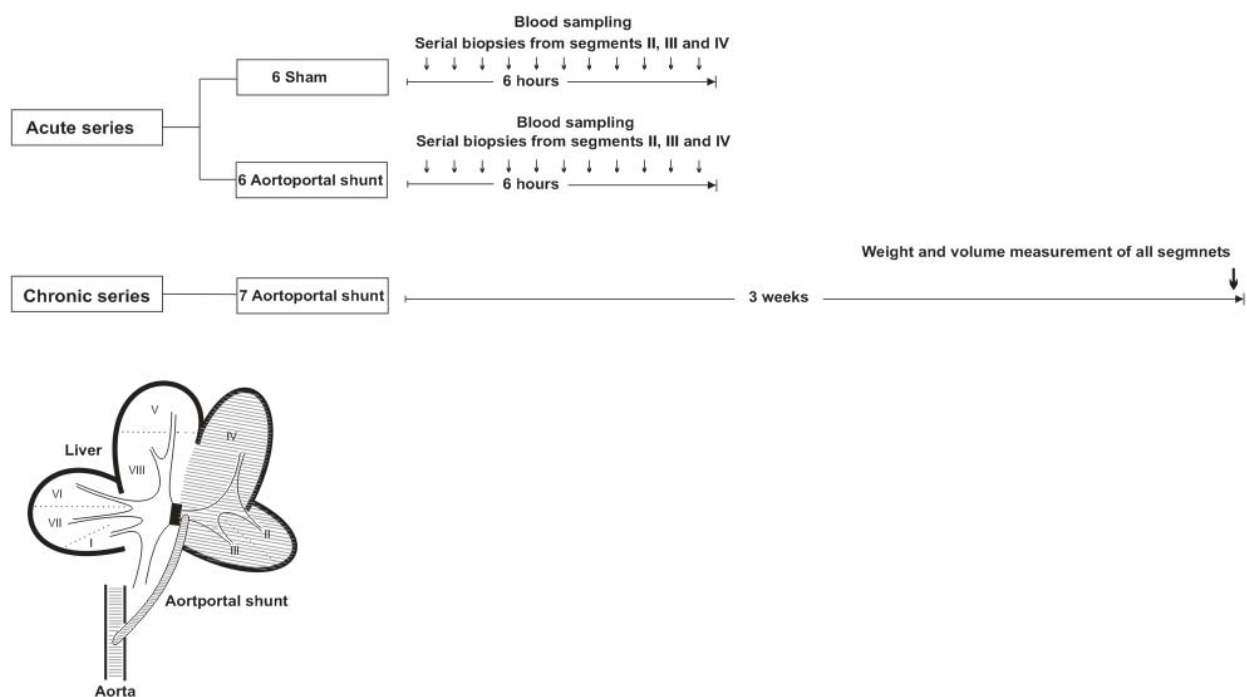 Blood sampling
Serial biopsies from segments II, III and IV
6 Sham
6 hours
Acute series
Blood sampling
Serial biopsies from segments II, III and IV
6 Aortoportal shunt
6 hours
Weight and volume measurement of all segmnets
Chronic series
7 Aortoportal shunt
3 weeks
V
IV
Liver
VIII
VI
VII
I
II
III
Aortportal shunt
Aorta